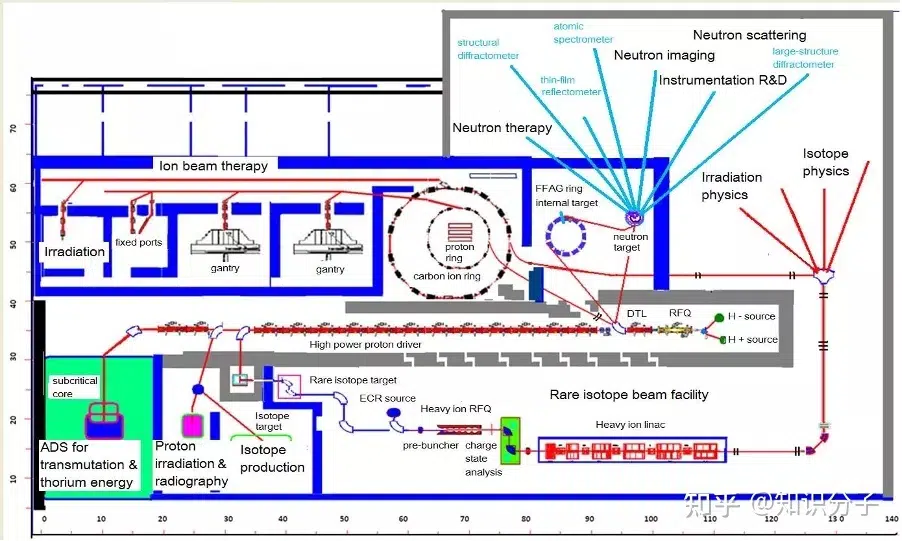 Neutron scattering
atomic
spectrometer
structural
diffractometer
Neutron imaging
large-structure
diffractometer
thin-film
reflectometer
Instrumentation R&D
Neutron therapy
Ion beam therapy
Isotope
physics
Irradiation
physics
FFAG ring
internal target
neutron
target
Irradiation
fixed ports
gantry
gantry
proton
ring
carbon ion ring
DTL
RFQ
H - source
H + source
High power proton driver
subcritical
core
Rare isotope target
ECR source
Rare isotope beam facility
Isotope
target
Heavy ion RFQ
Heavy ion linac
pre-buncher
charge
state
analysis
ADS for
transmutation &
thorium energy
Proton
irradiation &
radiography
Isotope
production
70
60
50
40
30
20
10
0 10 20 30 40 50 60 70 80 90 100 110 120 130 140
知乎 @知识分子